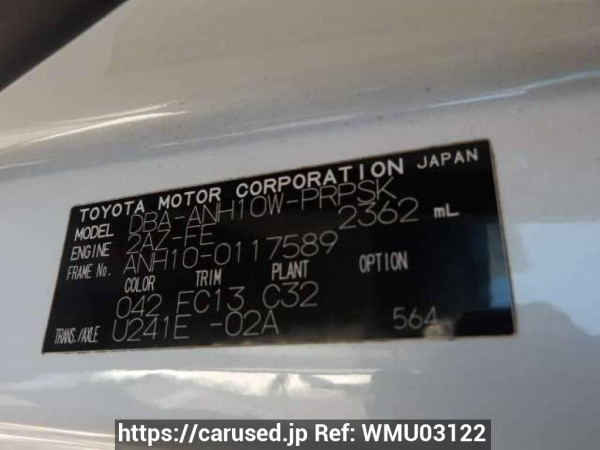 TOYOTA MOTOR CORPORATION JAPAN
MODEL DBA-ANH10W-PRPSK
ENGINE 2AZ-FE 2362 mL
FRAME No. ANH10-0117589
COLOR TRIM PLANT OPTION
042 FC13 C32
TRANS./AXLE U241E -02A 564
https://carused.jp Ref: WMU03122